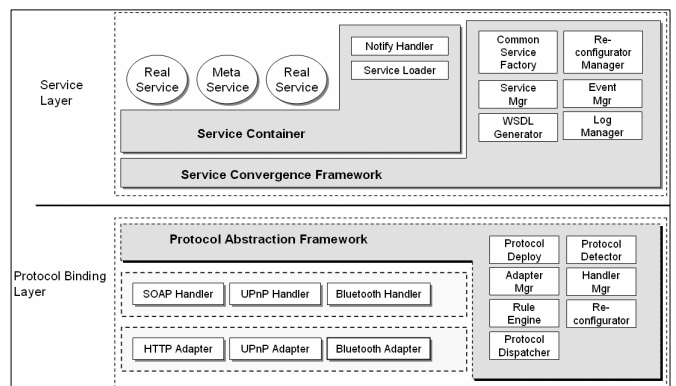 Service
Layer
Real
Service
Meta
Service
Real
Service
Notify Handler
Service Loader
Service Container
Service Convergence Framework
Common
Service
Factory
Re-
configurator
Manager
Service
Mgr
Event
Mgr
WSDL
Generator
Log
Manager
Protocol Binding
Layer
Protocol Abstraction Framework
SOAP Handler
UPnP Handler
Bluetooth Handler
HTTP Adapter
UPnP Adapter
Bluetooth Adapter
Protocol
Deploy
Protocol
Detector
Adapter
Mgr
Handler
Mgr
Rule
Engine
Re-
configurator
Protocol
Dispatcher